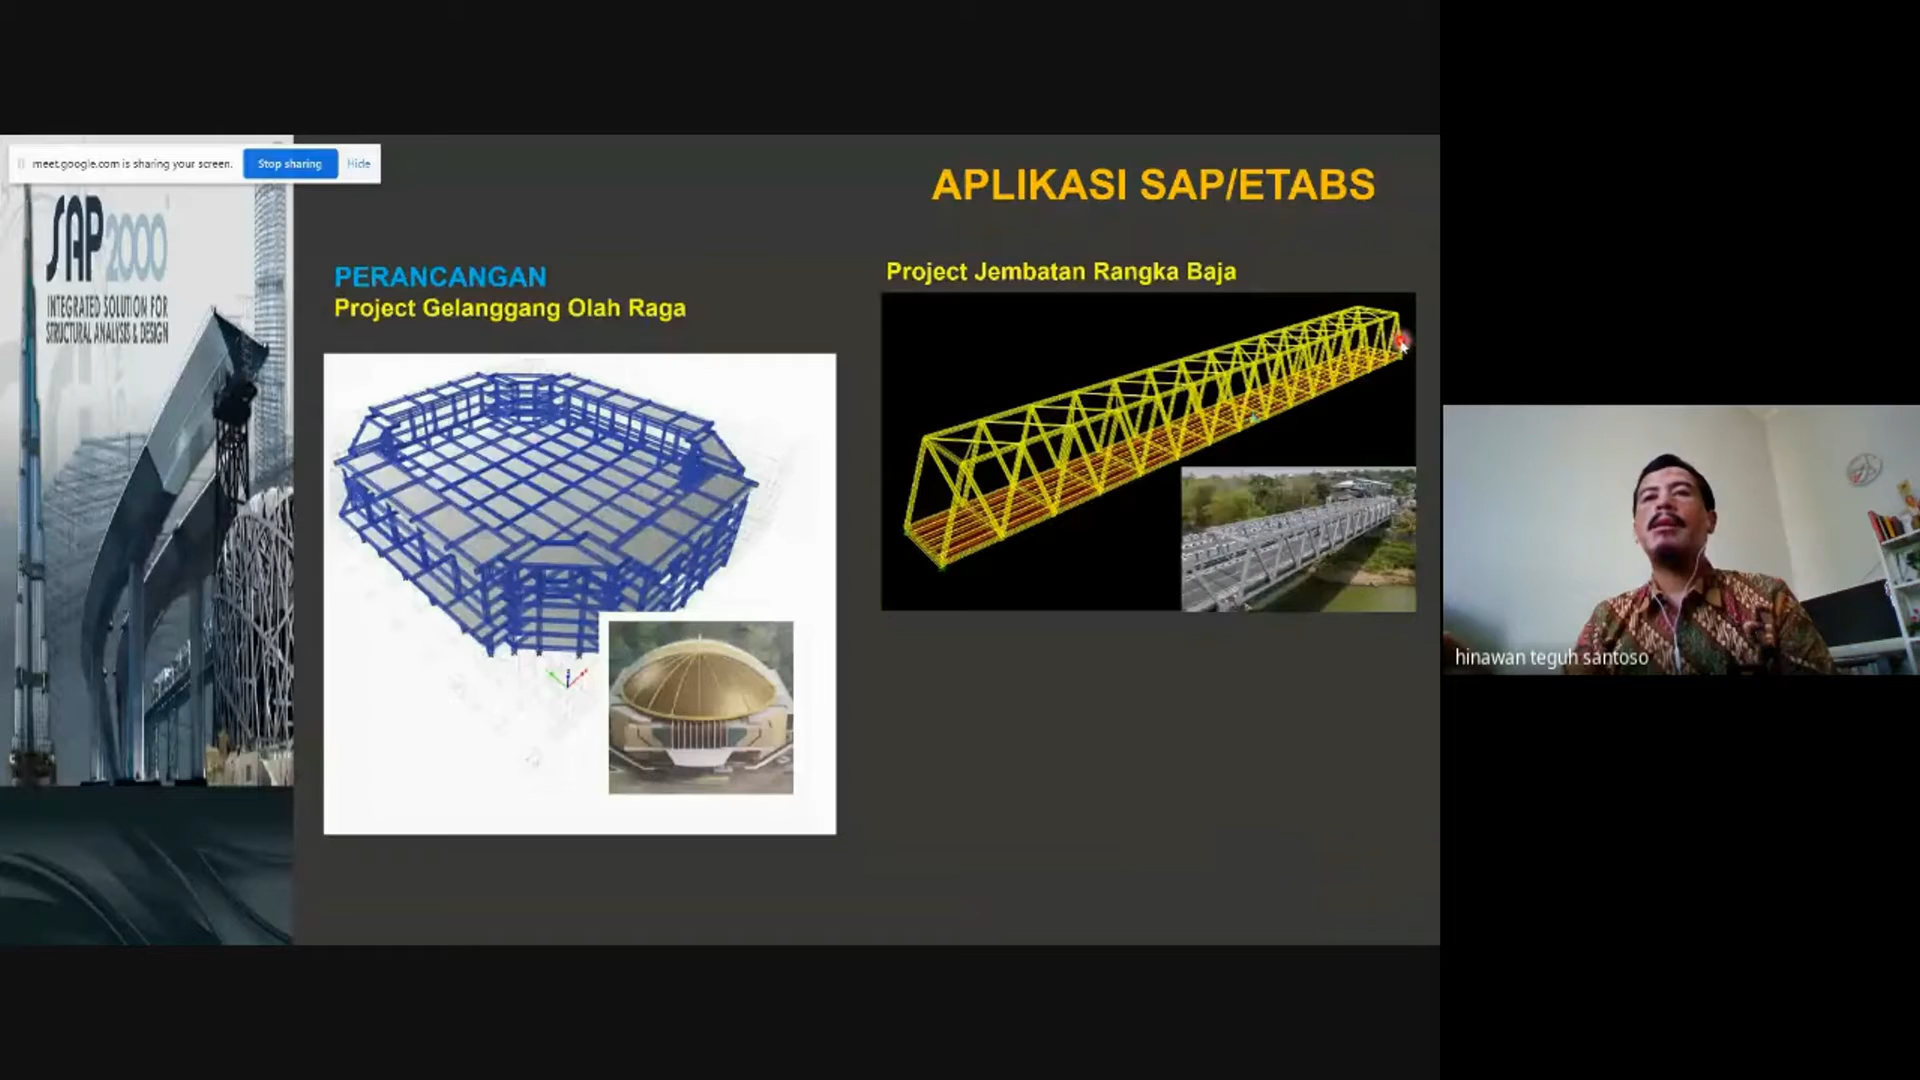 meet.google.com is sharing your screen.
Stop sharing
Hide
SAP2000
INTEGRATED SOLUTION FOR
STRUCTURAL ANALYSIS & DESIGN
APLIKASI SAP/ETABS
PERANCANGAN
Project Gelanggang Olah Raga
Project Jembatan Rangka Baja
hinawan teguh santoso